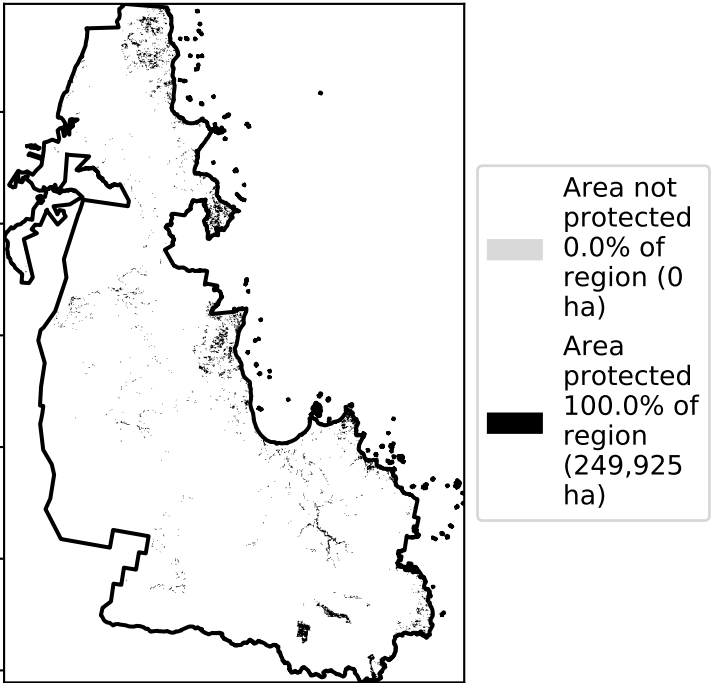 Area not
protected
0.0% of
region (0
ha)
Area
protected
100.0% of
region
(249,925
ha)